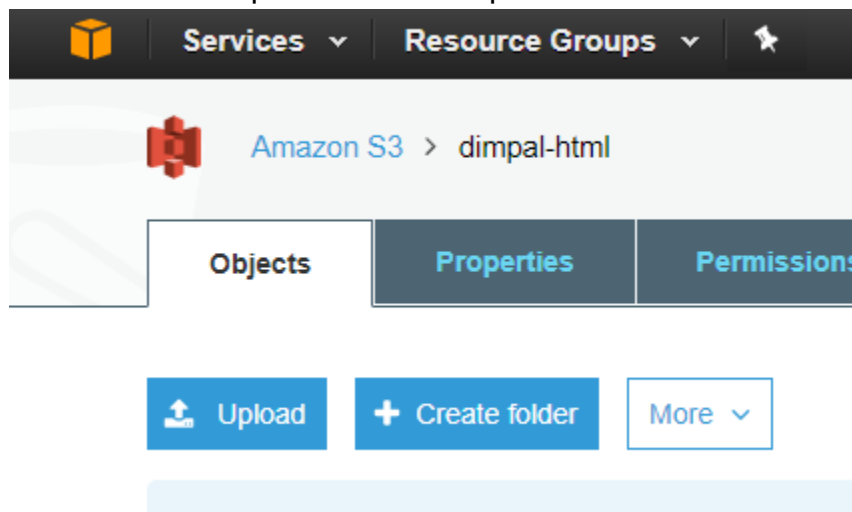 Services Resource Groups
Amazon S3 > dimpal-html
Objects Properties Permissions
Upload Create folder More